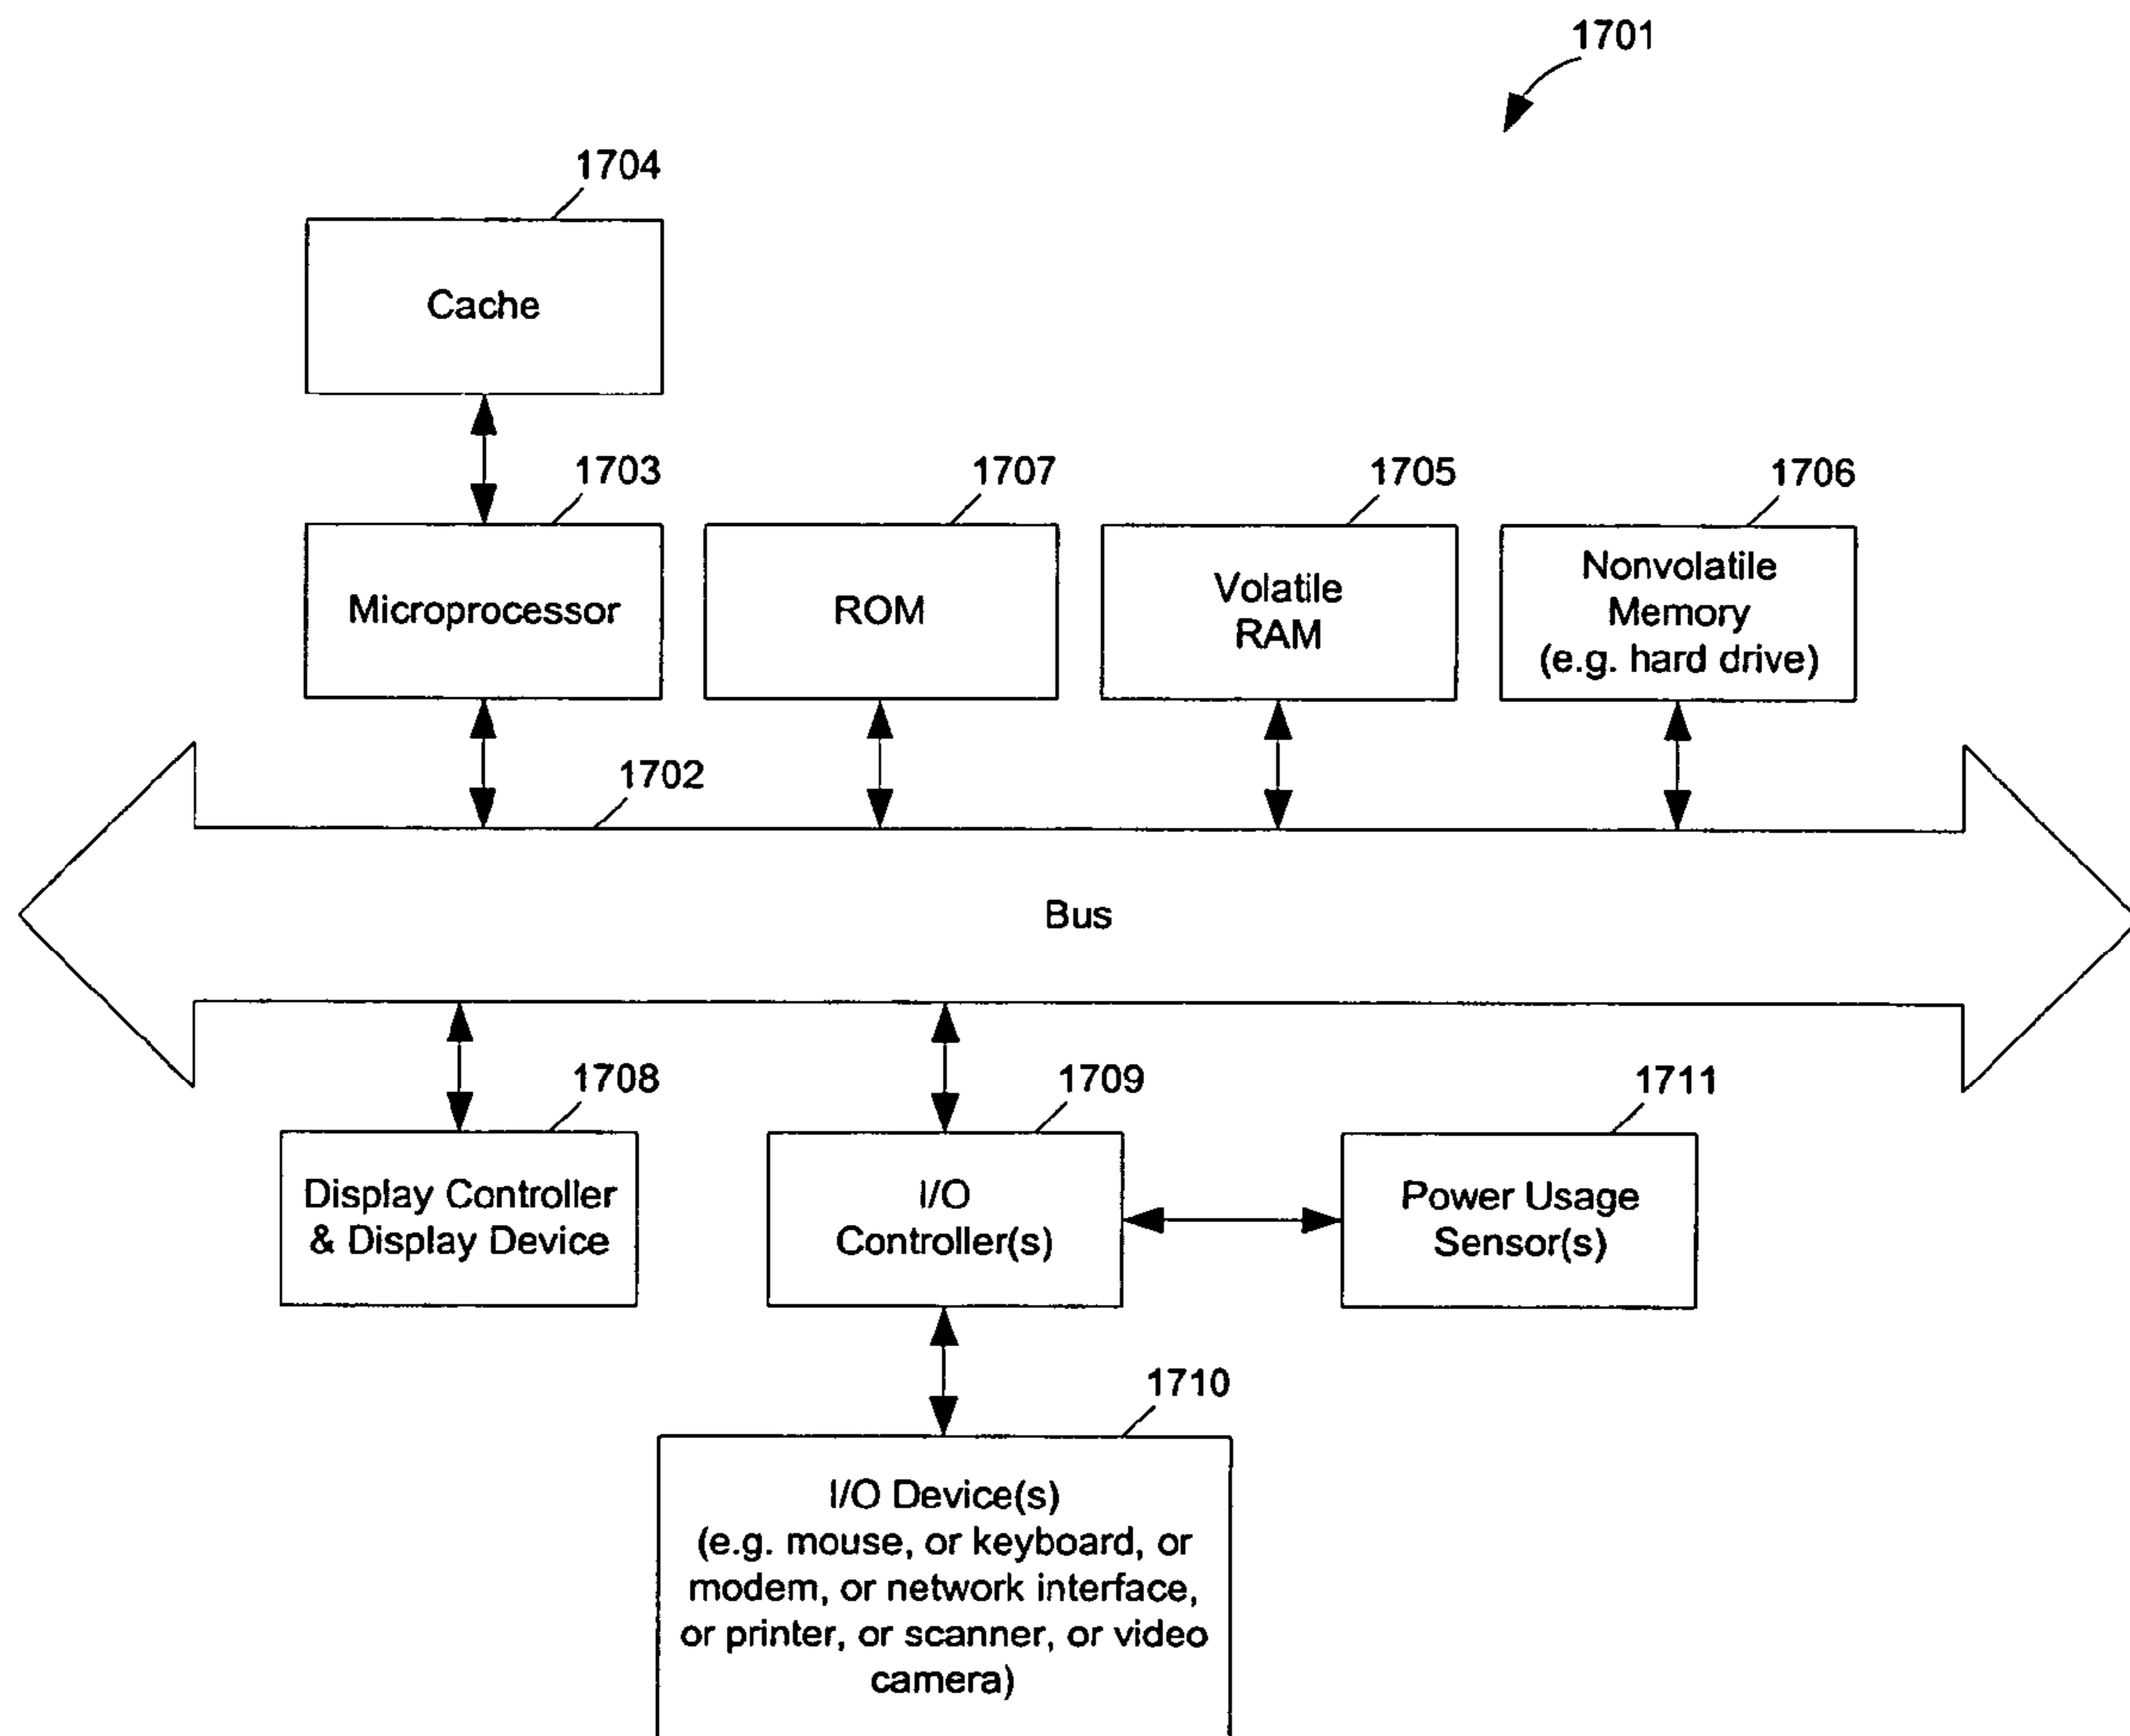 1701
1704
Cache
1703
1707
1705
1706
Microprocessor
ROM
Volatile
RAM
Nonvolatile
Memory
(e.g. hard drive)
1702
Bus
1708
1709
1711
Display Controller
& Display Device
I/O
Controller(s)
Power Usage
Sensor(s)
1710
I/O Device(s)
(e.g. mouse, or keyboard, or
modem, or network interface,
or printer, or scanner, or video
camera)